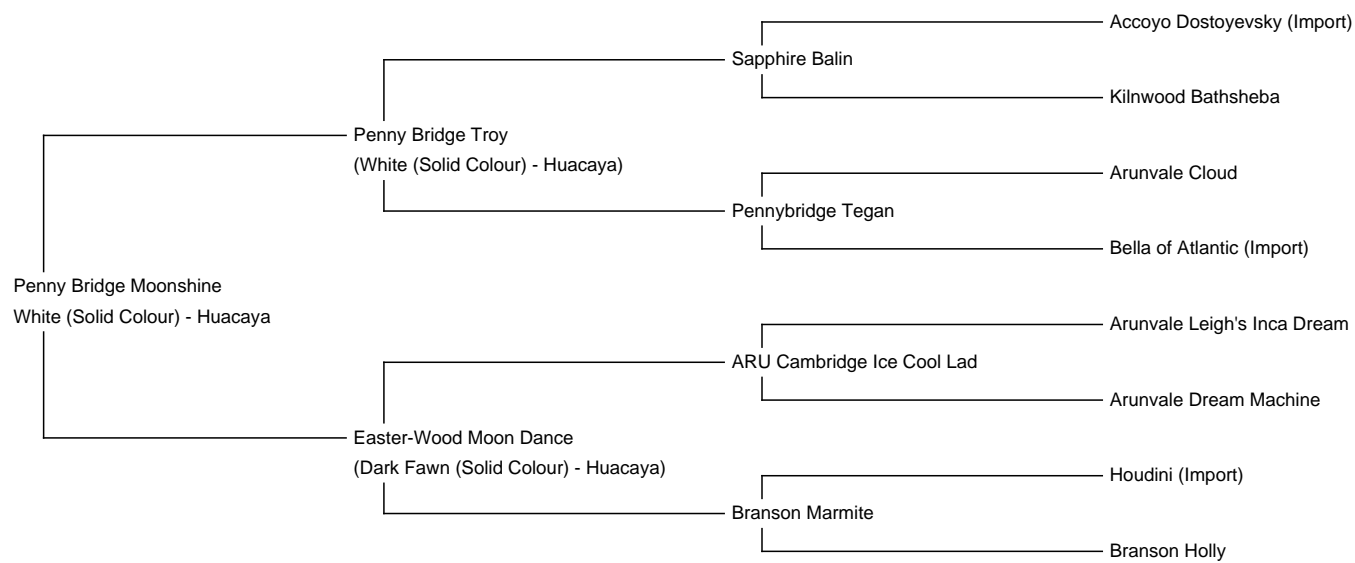 Accoyo Dostoyevsky (Import)
Sapphire Balin
Kilnwood Bathsheba
Penny Bridge Troy
(White (Solid Colour) - Huacaya)
Arunvale Cloud
Pennybridge Tegan
Bella of Atlantic (Import)
Penny Bridge Moonshine
White (Solid Colour) - Huacaya
Arunvale Leigh's Inca Dream
ARU Cambridge Ice Cool Lad
Arunvale Dream Machine
Easter-Wood Moon Dance
(Dark Fawn (Solid Colour) - Huacaya)
Houdini (Import)
Branson Marmite
Branson Holly